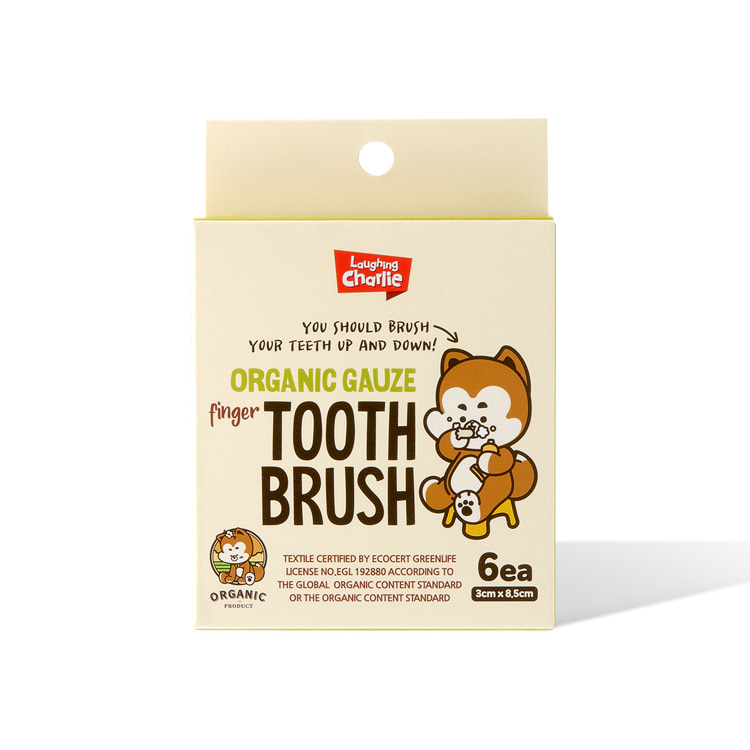 Laughing
Charlie
YOU SHOULD BRUSH
YOUR TEETH UP AND DOWN!
ORGANIC GAUZE
finger TOOTH
BRUSH
ORGANIC
PRODUCT
TEXTILE CERTIFIED BY ECOCERT GREENLIFE
LICENSE NO,EGL 192880 ACCORDING TO
THE GLOBAL ORGANIC CONTENT STANDARD
OR THE ORGANIC CONTENT STANDARD
6ea
3cm x 8,5cm